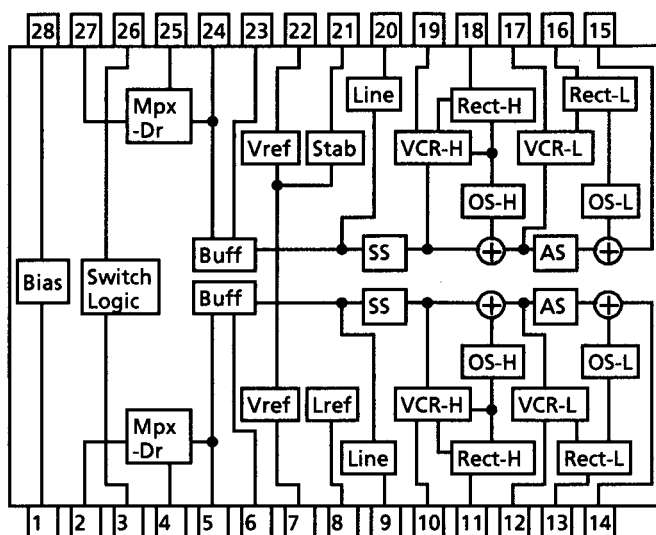 28 27 26 25 24 23 22 21 20 19 18 17 16 15
Mpx
-Dr
Line
Rect-H
Rect-L
Vref
Stab
VCR-H
VCR-L
OS-H
OS-L
Buff
SS
+
AS
+
Bias
Switch
Logic
Buff
SS
+
AS
+
OS-H
OS-L
Vref
Lref
VCR-H
VCR-L
Mpx
-Dr
Line
Rect-H
Rect-L
1 2 3 4 5 6 7 8 9 10 11 12 13 14